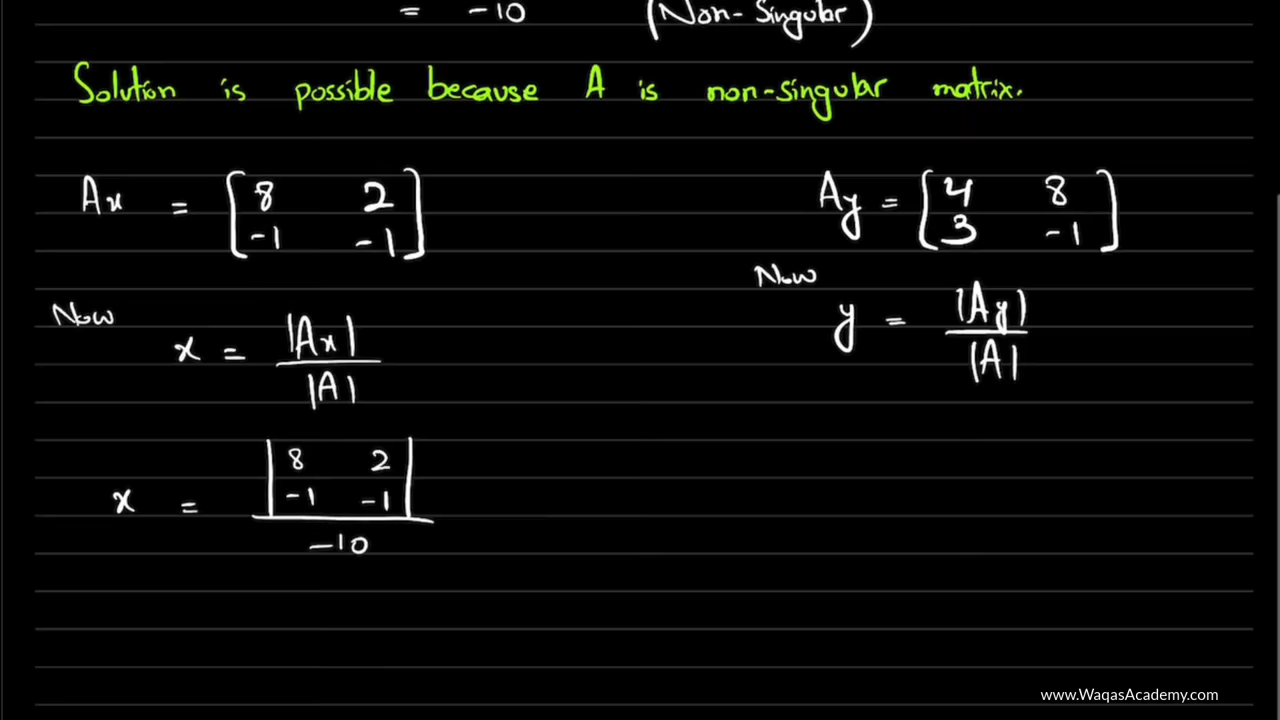 = -10 (Non-Singular)
Solution is possible because A is non-singular matrix.
Ax = [8 2
-1 -1]
Now
x = |Ax|
|A|
x = |8 2
-1 -1|
-10
Ay = [4 8
3 -1]
Now
y = |Ay|
|A|
www.WaqasAcademy.com